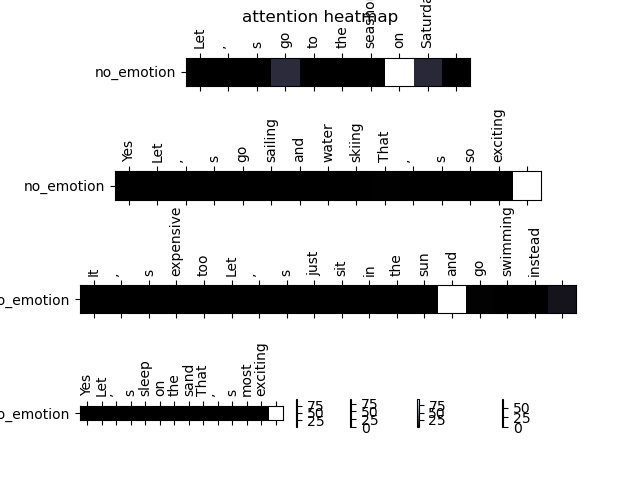 attention heatmap
Let , s go to the on
no_emotion
Yes Let , s go sailing and water skiing That , s so exciting
no_emotion
It , s expensive too Let , s just sit in the sun and go swimming instead
o_emotion
Yes Let , s sleep on the sand That , s most exciting
o_emotion
75 50 25
75 50 25 0
75 50 25
50 25 0